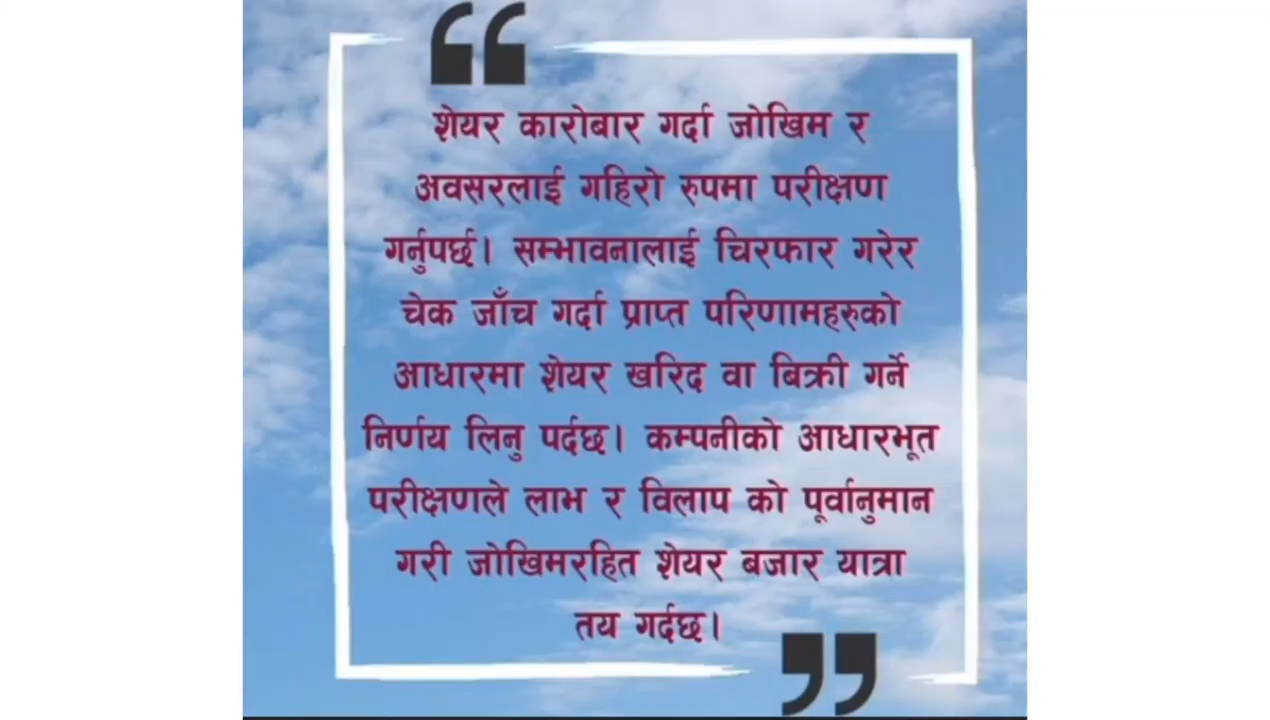 शेयर कारोबार गर्दा जोखिम र
अवसरलाई गहिरो रुपमा परीक्षण
गर्नुपर्छ। सम्भावनालाई चिरफार गरेर
चेक जाँच गर्दा प्राप्त परिणामहरुको
आधारमा शेयर खरिद वा बिक्री गर्ने
निर्णय लिनु पर्दछ। कम्पनीको आधारभूत
परीक्षणले लाभ र विलाप को पूर्वानुमान
गरी जोखिमरहित शेयर बजार यात्रा
तय गर्दछ।